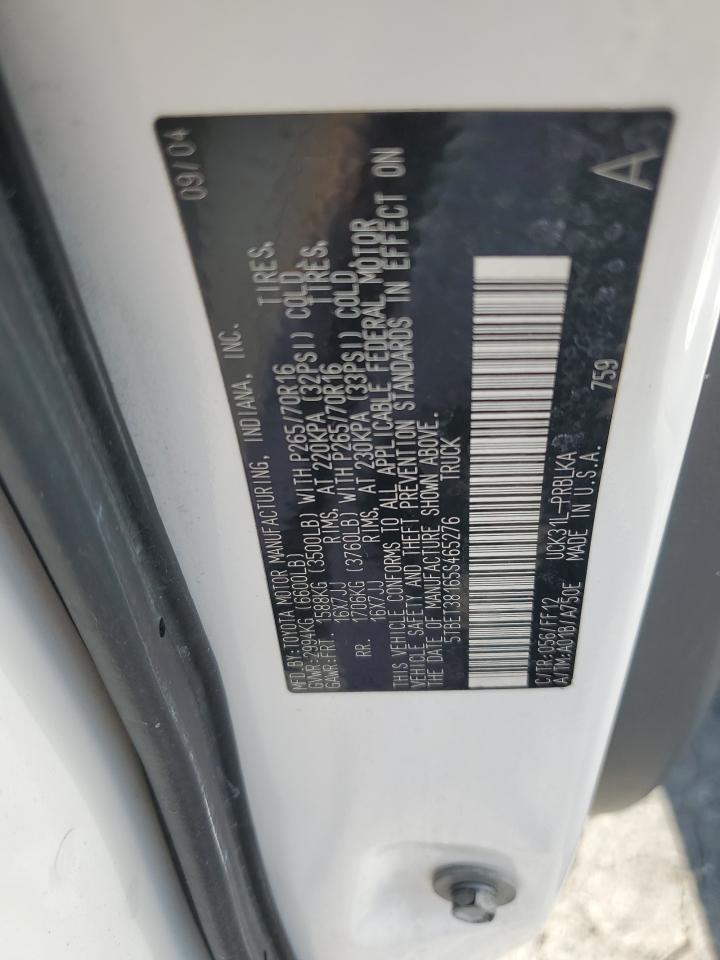 MFD.BY:TOYOTA MOTOR MANUFACTURING, INDIANA, INC. 09/04
GVWR:2994KG (6600LB)
GAWR:FRT. 1588KG (3500LB) WITH P265/70R16 TIRES.
16X7JJ RIMS, AT 220KPA (32PSI) COLD
RR. 1706KG (3760LB) WITH P265/70R16 TIRES.
16X7JJ RIMS, AT 230KPA (33PSI) COLD
THIS VEHICLE CONFORMS TO ALL APPLICABLE FEDERAL MOTOR
VEHICLE SAFETY AND THEFT PREVENTION STANDARDS IN EFFECT ON
THE DATE OF MANUFACTURE SHOWN ABOVE.
5TBET38165S465276 TRUCK
C/TR:056/FF12 UCK31L-PRBLKA 759
A/TM:A01B/A750E MADE IN U.S.A. A